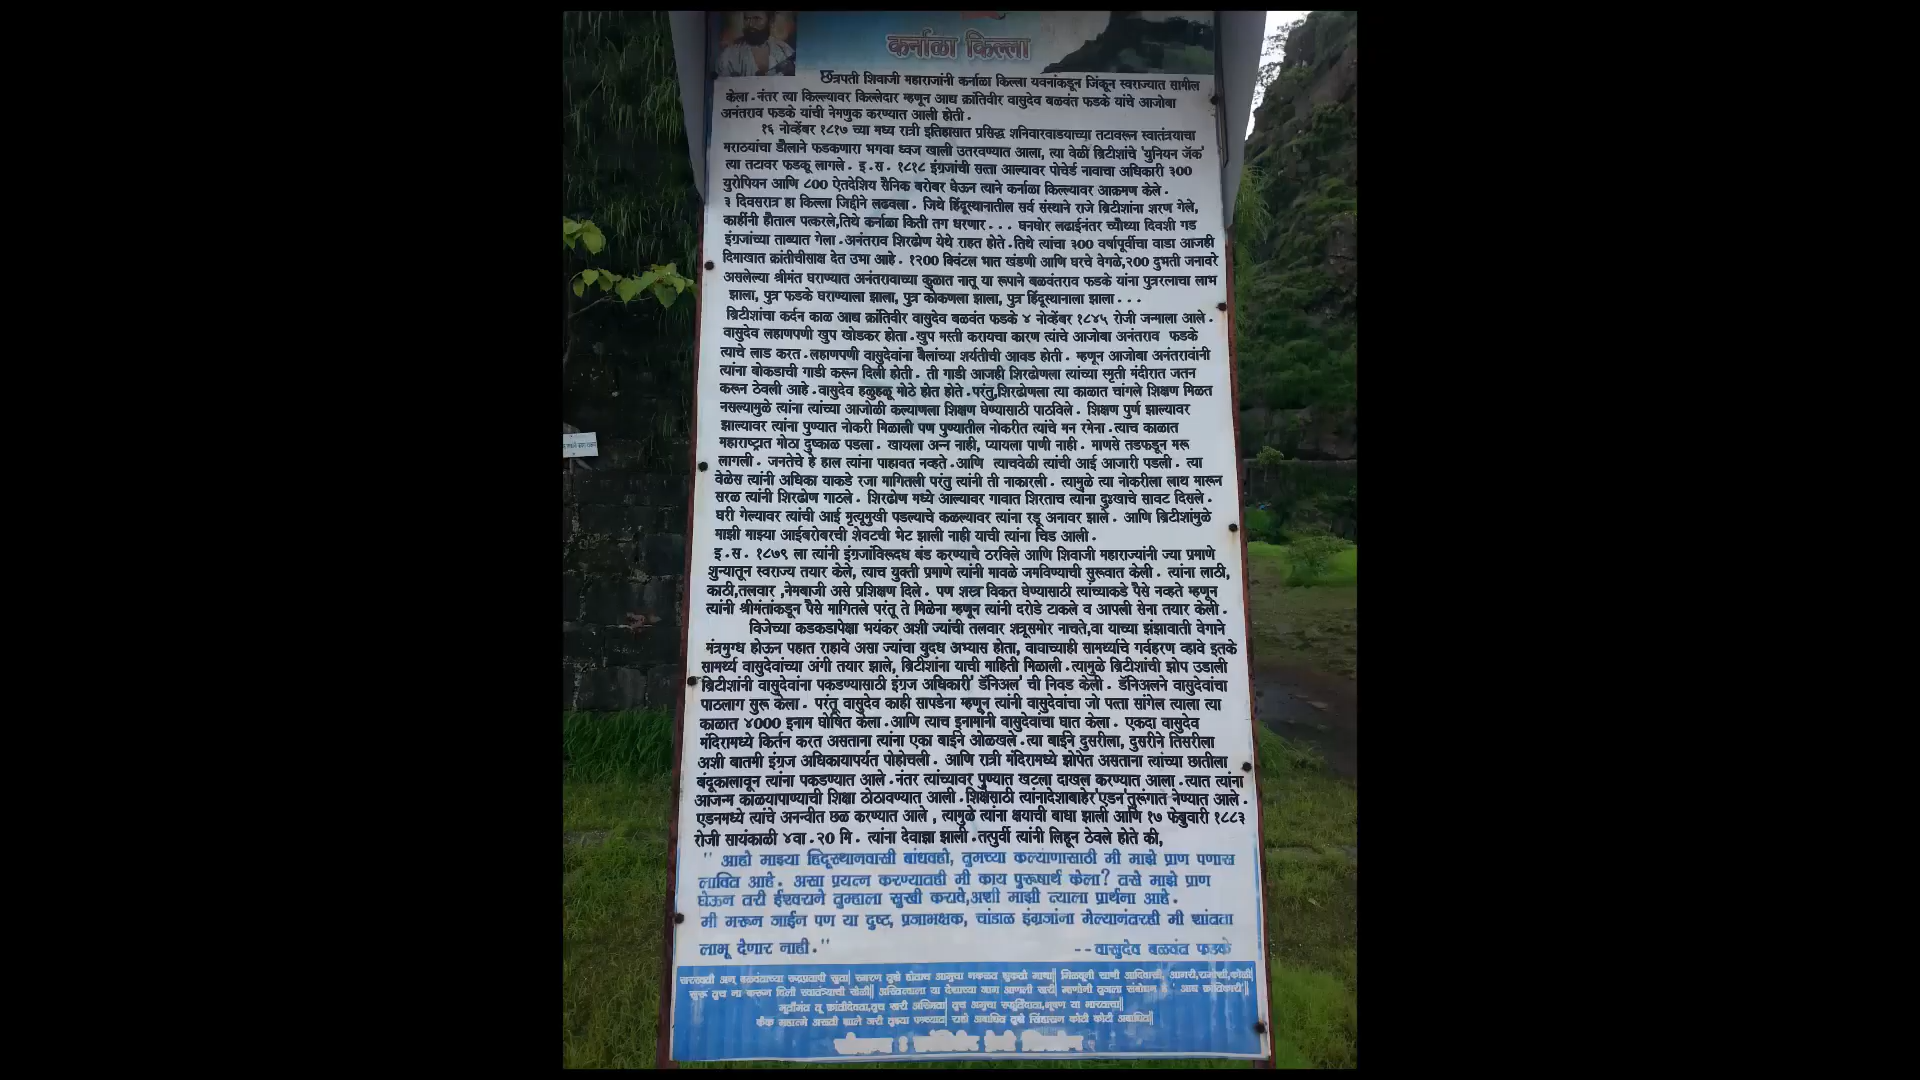 कर्नाळा किल्ला
छत्रपती शिवाजी महाराजांनी कर्नाळा किल्ला यवनांकडून जिंकून स्वराज्यात सामील
केला. नंतर त्या किल्ल्यावर किल्लेदार म्हणून आद्य क्रांतिवीर वासुदेव बळवंत फडके यांचे आजोबा
अनंतराव फडके यांची नेमणुक करण्यात आली होती.
१६ नोव्हेंबर १८१७ च्या मध्य रात्री इतिहासात प्रसिद्ध शनिवारवाडयाच्या तटावरून स्वातंत्र्याचा
मराठयांचा डौलाने फडकणारा भगवा ध्वज खाली उतरवण्यात आला, त्या वेळी ब्रिटीशांचे 'युनियन जॅक'
त्या तटावर फडकू लागले. इ.स. १८१८ इंग्रजांची सत्ता आल्यावर पोचेर्ड नावाचा अधिकारी ३००
युरोपियन आणि ८०० ऐतदेशिय सैनिक बरोबर घेऊन त्याने कर्नाळा किल्ल्यावर आक्रमण केले.
३ दिवसरात्र हा किल्ला जिद्दीने लढवला. जिथे हिंदूस्थानातील सर्व संस्थाने राजे ब्रिटीशांना शरण गेले,
काहींनी हौताल पत्करले,तिथे कर्नाळा किती तग धरणार... घनघोर लढाईनंतर चौथ्या दिवशी गड
इंग्रजांच्या ताब्यात गेला. अनंतराव शिरढोण येथे राहत होते. तिथे त्यांचा ३०० वर्षापूर्वीचा वाडा आजही
दिमाखात क्रांतीचीसाक्ष देत उभा आहे. १२०० क्विंटल भात खंडणी आणि घरचे वेगळे,२०० दुभती जनावरे
असलेल्या श्रीमंत घराण्यात अनंतरावाच्या कुळात नातू या रूपाने बळवंतराव फडके यांना पुत्ररत्नाचा लाभ
झाला, पुत्र फडके घराण्याला झाला, पुत्र कोकणला झाला, पुत्र हिंदूस्थानाला झाला...
ब्रिटीशांचा कर्दन काळ आद्य क्रांतिवीर वासुदेव बळवंत फडके ४ नोव्हेंबर १८४५ रोजी जन्माला आले.
वासुदेव लहाणपणी खुप खोडकर होता. खुप मस्ती करायचा कारण त्यांचे आजोबा अनंतराव फडके
त्याचे लाड करत. लहाणपणी वासुदेवांना बैलांच्या शर्यतीची आवड होती. म्हणून आजोबा अनंतरावांनी
त्यांना बोकडाची गाडी करून दिली होती. ती गाडी आजही शिरढोणला त्यांच्या स्मृती मंदीरात जतन
करून ठेवली आहे. वासुदेव हळुहळू मोठे होत होते. परंतु,शिरढोणला त्या काळात चांगले शिक्षण मिळत
नसल्यामुळे त्यांना त्यांच्या आजोळी कल्याणला शिक्षण घेण्यासाठी पाठविले. शिक्षण पुर्ण झाल्यावर
झाल्यावर त्यांना पुण्यात नोकरी मिळाली पण पुण्यातील नोकरीत त्यांचे मन रमेना. त्याच काळात
महाराष्ट्रात मोठा दुष्काळ पडला. खायला अन्न नाही, प्यायला पाणी नाही. माणसे तडफडून मरू
लागली. जनतेचे हे हाल त्यांना पाहावत नव्हते. आणि त्याचवेळी त्यांची आई आजारी पडली. त्या
वेळेस त्यांनी अधिका याकडे रजा मागितली परंतु त्यांनी ती नाकारली. त्यामुळे त्या नोकरीला लाथ मारून
सरळ त्यांनी शिरढोण गाठले. शिरढोण मध्ये आल्यावर गावात शिरताच त्यांना दुःखाचे सावट दिसले.
घरी गेल्यावर त्यांची आई मृत्यूमुखी पडल्याचे कळल्यावर त्यांना रडू अनावर झाले. आणि ब्रिटीशांमुळे
माझी माझ्या आईबरोबरची शेवटची भेट झाली नाही याची त्यांना चिड आली.
इ.स. १८७९ ला त्यांनी इंग्रजांविरूदध बंड करण्याचे ठरविले आणि शिवाजी महाराज्यांनी ज्या प्रमाणे
शुन्यातून स्वराज्य तयार केले, त्याच युक्ती प्रमाणे त्यांनी मावळे जमविण्याची सुरूवात केली. त्यांना लाठी,
काठी,तलवार ,नेमबाजी असे प्रशिक्षण दिले. पण शस्त्र विकत घेण्यासाठी त्यांच्याकडे पैसे नव्हते म्हणून
त्यांनी श्रीमंतांकडून पैसे मागितले परंतू ते मिळेना म्हणून त्यांनी दरोडे टाकले व आपली सेना तयार केली.
विजेच्या कडकडापेक्षा भयंकर अशी ज्यांची तलवार शत्रूसमोर नाचते,वा याच्या झंझावाती वेगाने
मंत्रमुग्ध होऊन पहात राहावे असा ज्यांचा युदध अभ्यास होता, वाघाच्याही सामर्थ्याचे गर्वहरण व्हावे इतके
सामर्थ्य वासुदेवांच्या अंगी तयार झाले, ब्रिटीशांना याची माहिती मिळाली. त्यामुळे ब्रिटीशांची झोप उडाली
ब्रिटीशांनी वासुदेवांना पकडण्यासाठी इंग्रज अधिकारी' डॅनिअल' ची निवड केली. डॅनिअलने वासुदेवांचा
पाठलाग सुरू केला. परंतू वासुदेव काही सापडेना म्हणून त्यांनी वासुदेवांचा जो पत्ता सांगेल त्याला त्या
काळात ४००० इनाम घोषित केला. आणि त्याच इनामांनी वासुदेवांचा घात केला. एकदा वासुदेव
मंदिरामध्ये किर्तन करत असताना त्यांना एका बाईने ओळखले. त्या बाईने दुसरीला, दुसरीने तिसरीला
अशी बातमी इंग्रज अधिकायापर्यंत पोहोचली. आणि रात्री मंदिरामध्ये झोपेत असताना त्यांच्या छातीला
बंदूकालावून त्यांना पकडण्यात आले. नंतर त्यांच्यावर पुण्यात खटला दाखल करण्यात आला. त्यात त्यांना
आजन्म काळयापाण्याची शिक्षा ठोठावण्यात आली. शिक्षेसाठी त्यांनादेशाबाहेर'एडन'तुरूंगात नेण्यात आले.
एडनमध्ये त्यांचे अनन्वीत छळ करण्यात आले , त्यामुळे त्यांना क्षयाची बाधा झाली आणि १७ फेब्रुवारी १८८३
रोजी सायंकाळी ४वा. २० मि. त्यांना देवाज्ञा झाली. तत्पुर्वी त्यांनी लिहून ठेवले होते की,
" आहो माझ्या हिंदूस्थानवासी बांधवहो, तुमच्या कल्याणासाठी मी माझे प्राण पणास
लावित आहे. असा प्रयत्न करण्यातही मी काय पुरूषार्थ केला? तसे माझे प्राण
घेऊन तरी ईश्वराने तुम्हाला सुखी करावे,अशी माझी त्याला प्रार्थना आहे.
मी मरून जाईन पण या दुष्ट, प्रजाभक्षक, चांडाळ इंग्रजांना मेल्यानंतरही मी शांतता
लाभू देणार नाही."
--वासुदेव बळवंत फडके